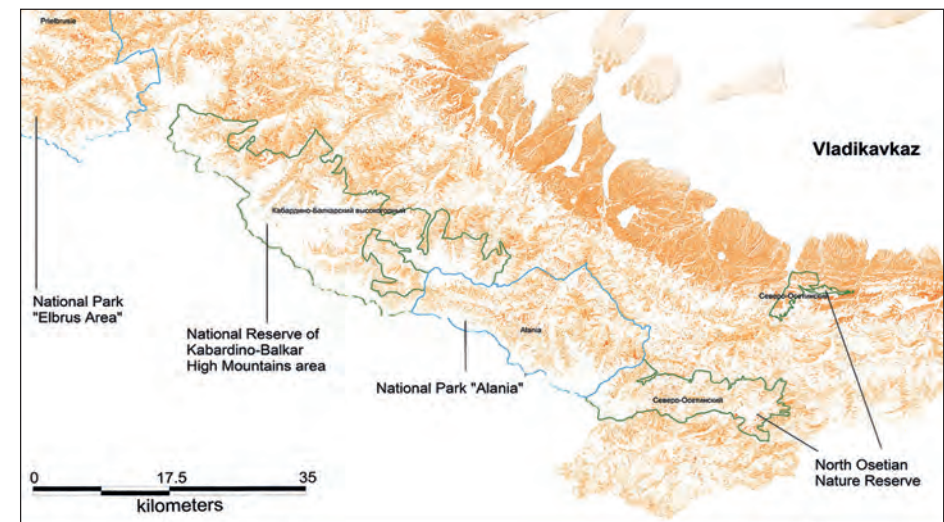 Prielbrusie
Vladikavkaz
Кабардино-Балкарский высокогорный
Северо-Осетинский
National Park
"Elbrus Area"
National Reserve of
Kabardino-Balkar
High Mountains area
Alania
National Park "Alania"
Северо-Осетинский
North Osetian
Nature Reserve
0 17.5 35
kilometers